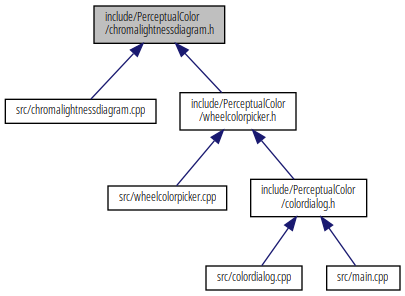 include/PerceptualColor
/chromalightnessdiagram.h
src/chromalightnessdiagram.cpp
include/PerceptualColor
/wheelcolorpicker.h
src/wheelcolorpicker.cpp
include/PerceptualColor
/colordialog.h
src/colordialog.cpp
src/main.cpp